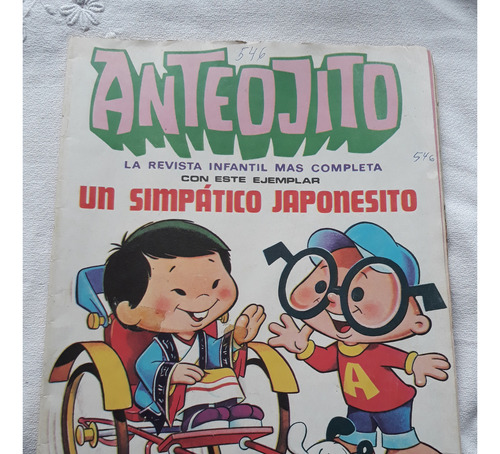 546
ANTEOJITO
LA REVISTA INFANTIL MAS COMPLETA
CON ESTE EJEMPLAR
546
UN SIMPÁTICO JAPONESITO
A